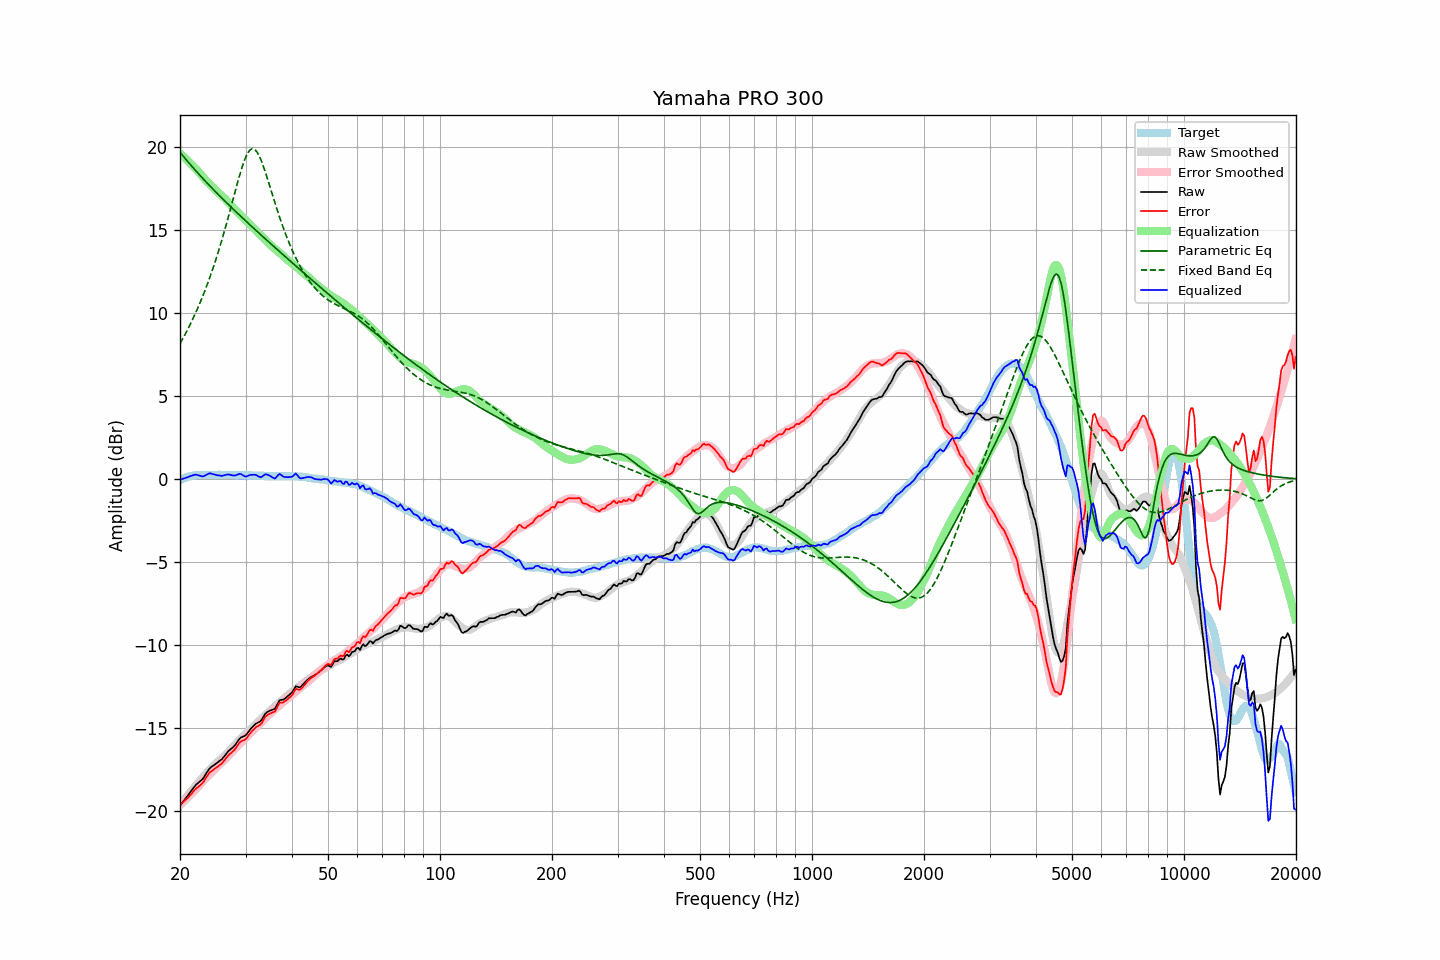 Yamaha PRO 300
Target
Raw Smoothed
Error Smoothed
Raw
Error
Equalization
Parametric Eq
Fixed Band Eq
Equalized
Amplitude (dBr)
20
15
10
5
0
−5
−10
−15
−20
20 50 100 200 500 1000 2000 5000 10000 20000
Frequency (Hz)